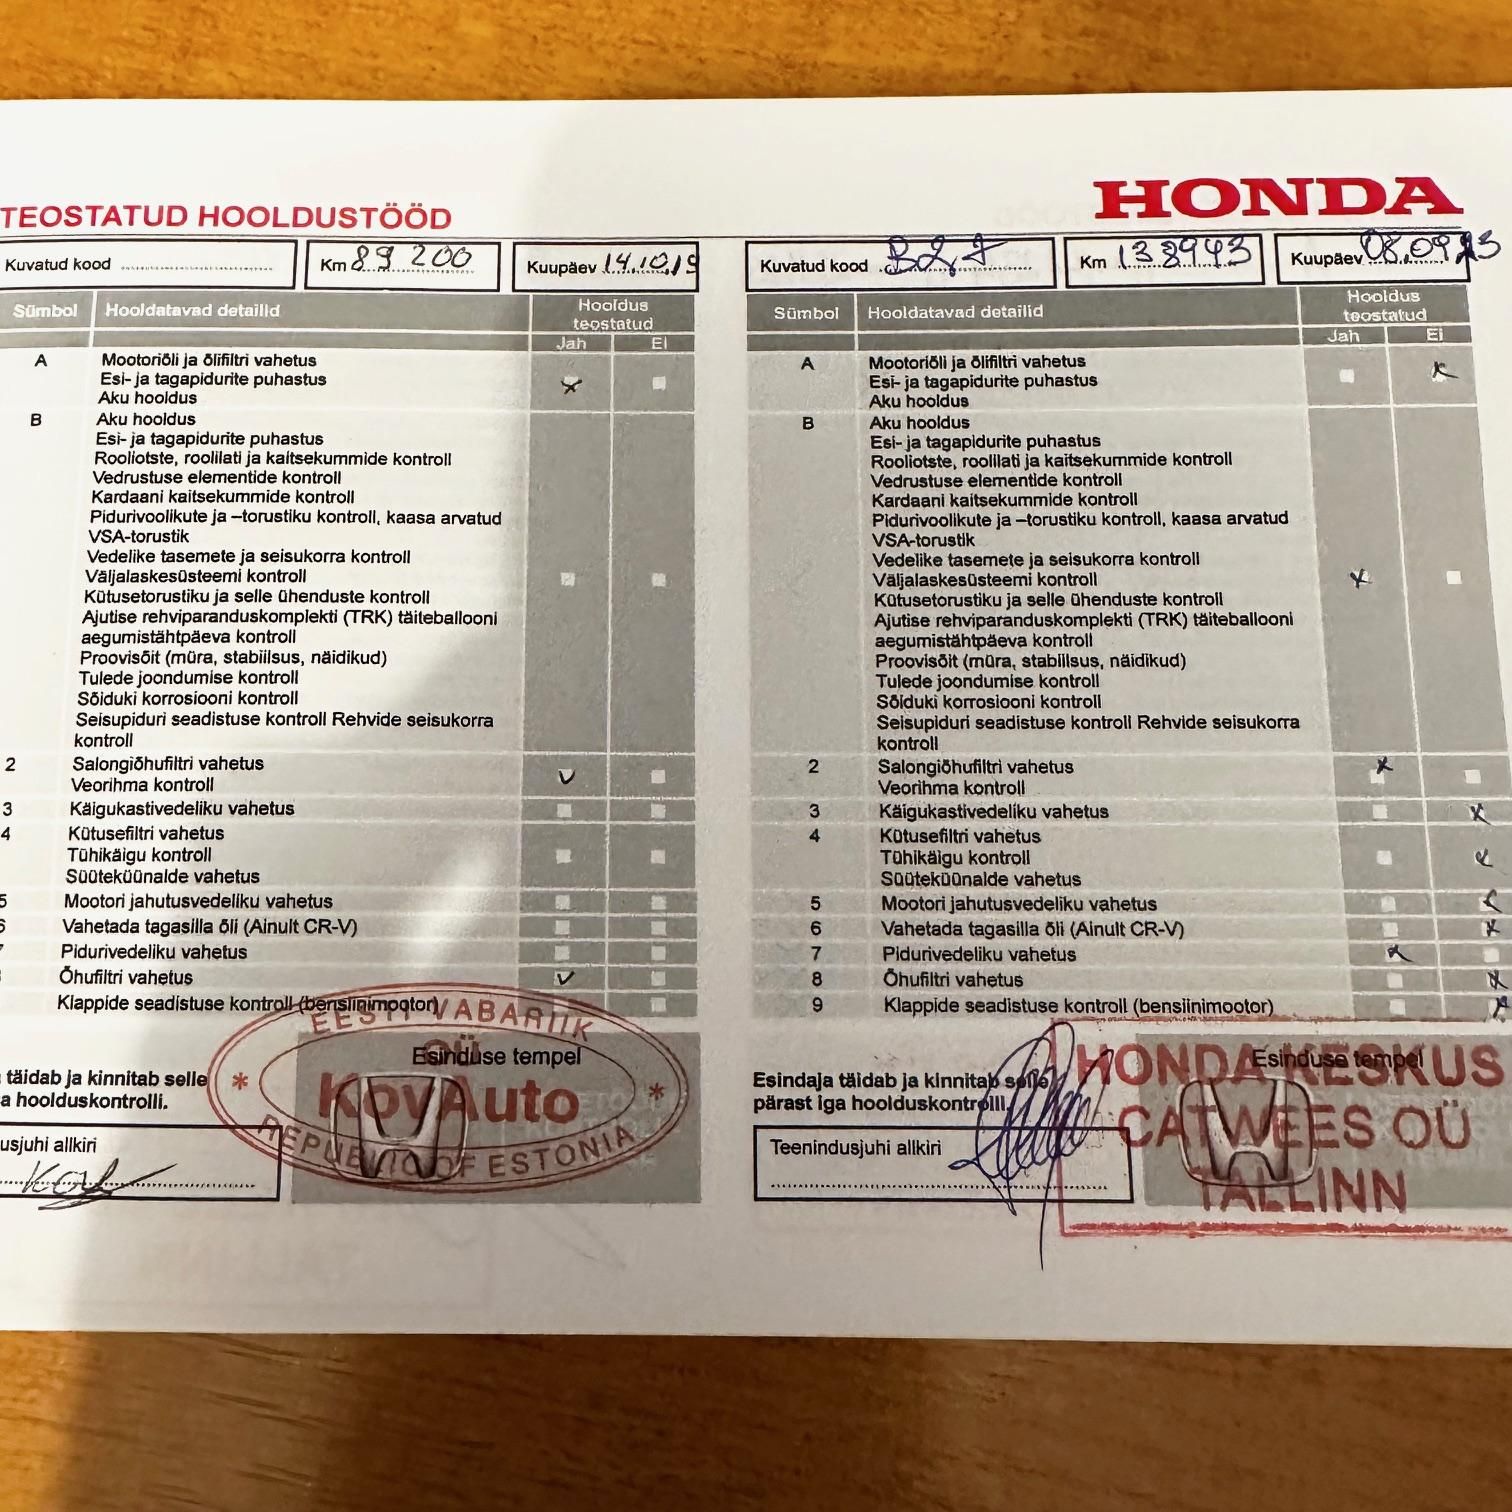 HONDA
TEOSTATUD HOOLDUSTÖÖD
Kuvatud kood
Km 89 200
Kuupäev 14.10.19
Sümbol
Hooldatavad detailid
Hooldus
teostatud
Jah
Ei
A
Mootoriõli ja õlifiltri vahetus
Esi- ja tagapidurite puhastus
Aku hooldus
B
Aku hooldus
Esi- ja tagapidurite puhastus
Rooliotste, roolilati ja kaitsekummide kontroll
Vedrustuse elementide kontroll
Kardaani kaitsekummide kontroll
Pidurivoolikute ja –torustiku kontroll, kaasa arvatud
VSA-torustik
Vedelike tasemete ja seisukorra kontroll
Väljalaskesüsteemi kontroll
Kütusetorustiku ja selle ühenduste kontroll
Ajutise rehviparanduskomplekti (TRK) täiteballooni
aegumistähtpäeva kontroll
Proovisõit (müra, stabiilsus, näidikud)
Tulede joondumise kontroll
Sõiduki korrosiooni kontroll
Seisupiduri seadistuse kontroll Rehvide seisukorra
kontroll
2
Salongiõhufiltri vahetus
Veorihma kontroll
3
Käigukastivedeliku vahetus
4
Kütusefiltri vahetus
Tühikäigu kontroll
Süüteküünalde vahetus
5
Mootori jahutusvedeliku vahetus
6
Vahetada tagasilla õli (Ainult CR-V)
Pidurivedeliku vahetus
Õhufiltri vahetus
Klappide seadistuse kontroll (bensiinimootor)
EESTI VABARIIK
OÜ
Esinduse tempel
KovAuto
REPUBLIC OF ESTONIA
täidab ja kinnitab selle
a hoolduskontrolli.
usjuhi allkiri
Kuvatud kood B27
Km 138943
Kuupäev 08.09.23
Sümbol
Hooldatavad detailid
Hooldus
teostatud
Jah
Ei
A
Mootoriõli ja õlifiltri vahetus
Esi- ja tagapidurite puhastus
Aku hooldus
B
Aku hooldus
Esi- ja tagapidurite puhastus
Rooliotste, roolilati ja kaitsekummide kontroll
Vedrustuse elementide kontroll
Kardaani kaitsekummide kontroll
Pidurivoolikute ja –torustiku kontroll, kaasa arvatud
VSA-torustik
Vedelike tasemete ja seisukorra kontroll
Väljalaskesüsteemi kontroll
Kütusetorustiku ja selle ühenduste kontroll
Ajutise rehviparanduskomplekti (TRK) täiteballooni
aegumistähtpäeva kontroll
Proovisõit (müra, stabiilsus, näidikud)
Tulede joondumise kontroll
Sõiduki korrosiooni kontroll
Seisupiduri seadistuse kontroll Rehvide seisukorra
kontroll
2
Salongiõhufiltri vahetus
Veorihma kontroll
3
Käigukastivedeliku vahetus
4
Kütusefiltri vahetus
Tühikäigu kontroll
Süüteküünalde vahetus
5
Mootori jahutusvedeliku vahetus
6
Vahetada tagasilla õli (Ainult CR-V)
7
Pidurivedeliku vahetus
8
Õhufiltri vahetus
9
Klappide seadistuse kontroll (bensiinimootor)
Esindaja täidab ja kinnitab selle
pärast iga hoolduskontrolli.
Teenindusjuhi allkiri
Esinduse tempel
HONDA KESKUS
CATWEES OÜ
TALLINN